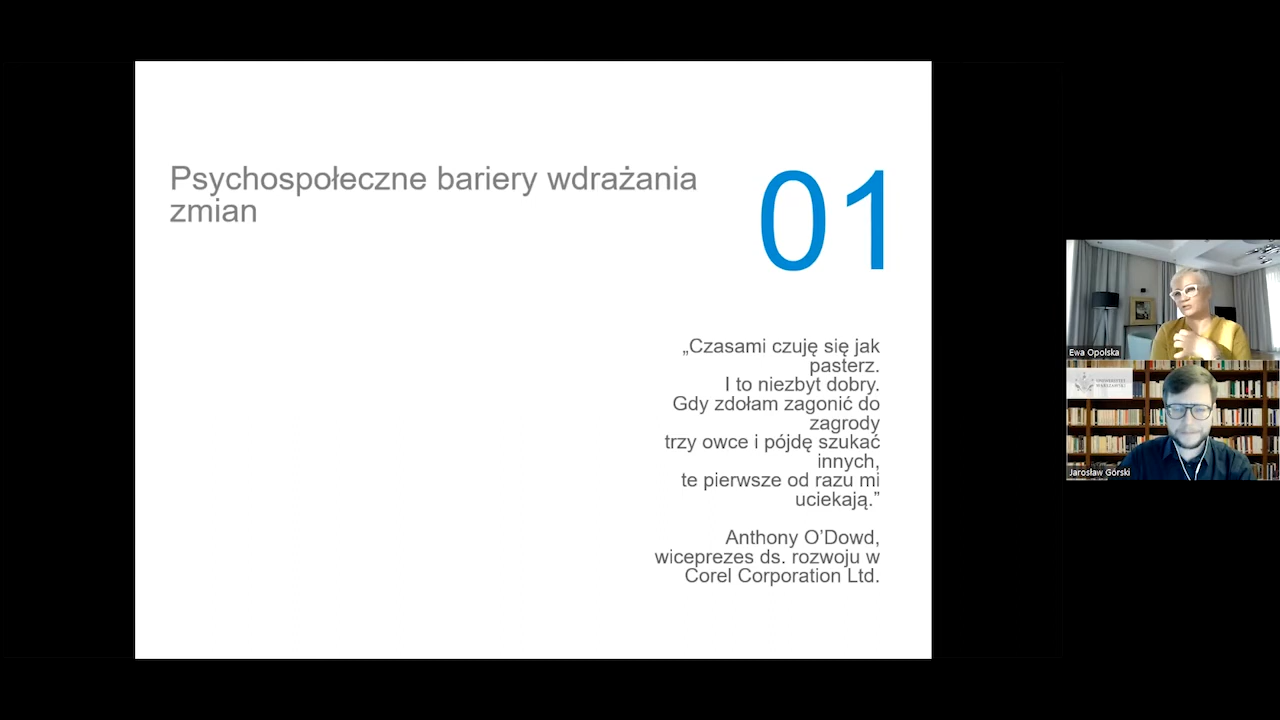 Psychospołeczne bariery wdrażania
zmian
01
„Czasami czuję się jak
pasterz.
I to niezbyt dobry.
Gdy zdołam zagonić do
zagrody
trzy owce i pójdę szukać
innych,
te pierwsze od razu mi
uciekają.”
Anthony O’Dowd,
wiceprezes ds. rozwoju w
Corel Corporation Ltd.
Ewa Opolska
UNIWERSYTET
WARSZAWSKI
Jarosław Górski